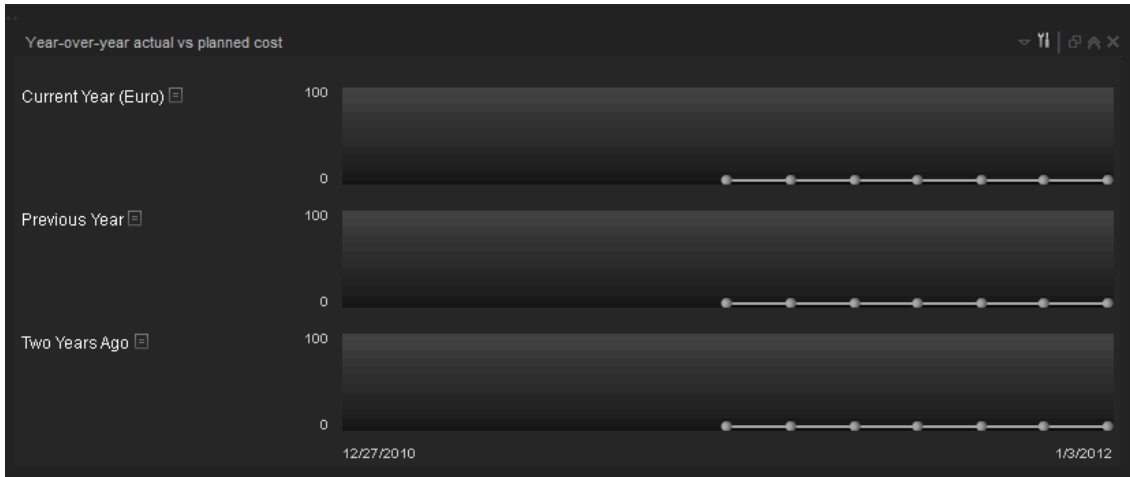 Year-over-year actual vs planned cost
Current Year (Euro)
100
0
Previous Year
100
0
Two Years Ago
100
0
12/27/2010 1/3/2012